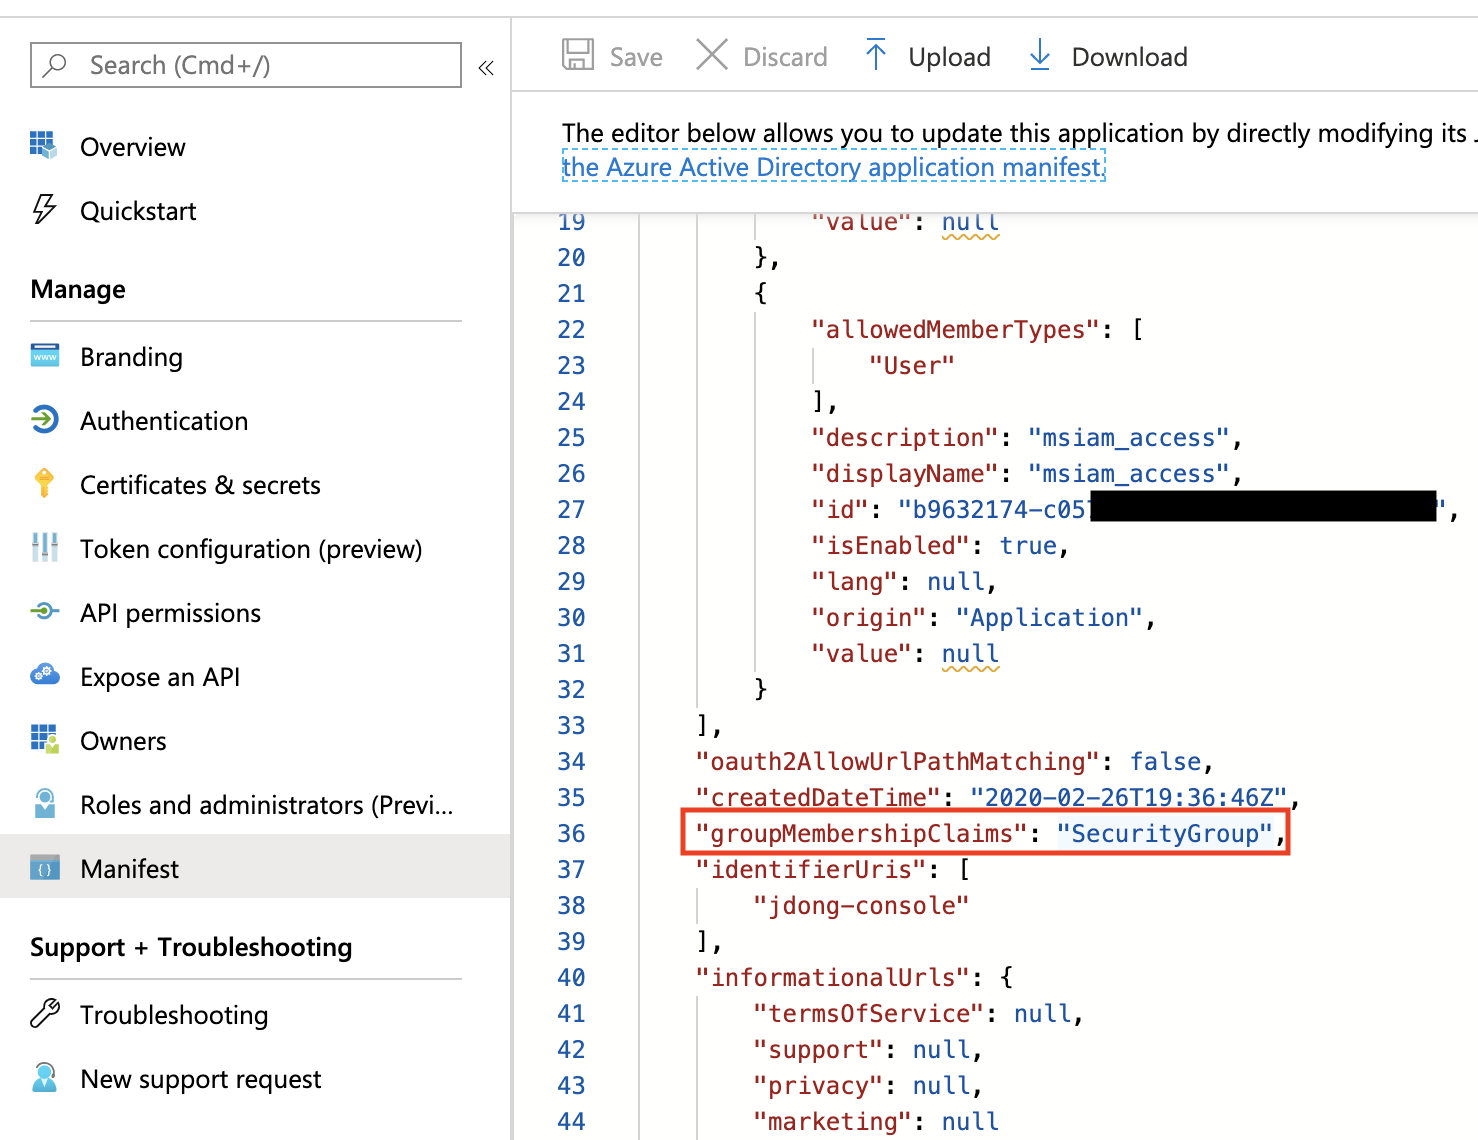 Search (Cmd+/)
«
Overview
Quickstart
Manage
Branding
Authentication
Certificates & secrets
Token configuration (preview)
API permissions
Expose an API
Owners
Roles and administrators (Previ...
Manifest
Support + Troubleshooting
Troubleshooting
New support request
Save Discard Upload Download
The editor below allows you to update this application by directly modifying its
the Azure Active Directory application manifest.
19 "value": null
20 },
21 {
22 "allowedMemberTypes": [
23 "User"
24 ],
25 "description": "msiam_access",
26 "displayName": "msiam_access",
27 "id": "b9632174-c057 ",
28 "isEnabled": true,
29 "lang": null,
30 "origin": "Application",
31 "value": null
32 }
33 ],
34 "oauth2AllowUrlPathMatching": false,
35 "createdDateTime": "2020-02-26T19:36:46Z",
36 "groupMembershipClaims": "SecurityGroup",
37 "identifierUris": [
38 "jdong-console"
39 ],
40 "informationalUrls": {
41 "termsOfService": null,
42 "support": null,
43 "privacy": null,
44 "marketing": null